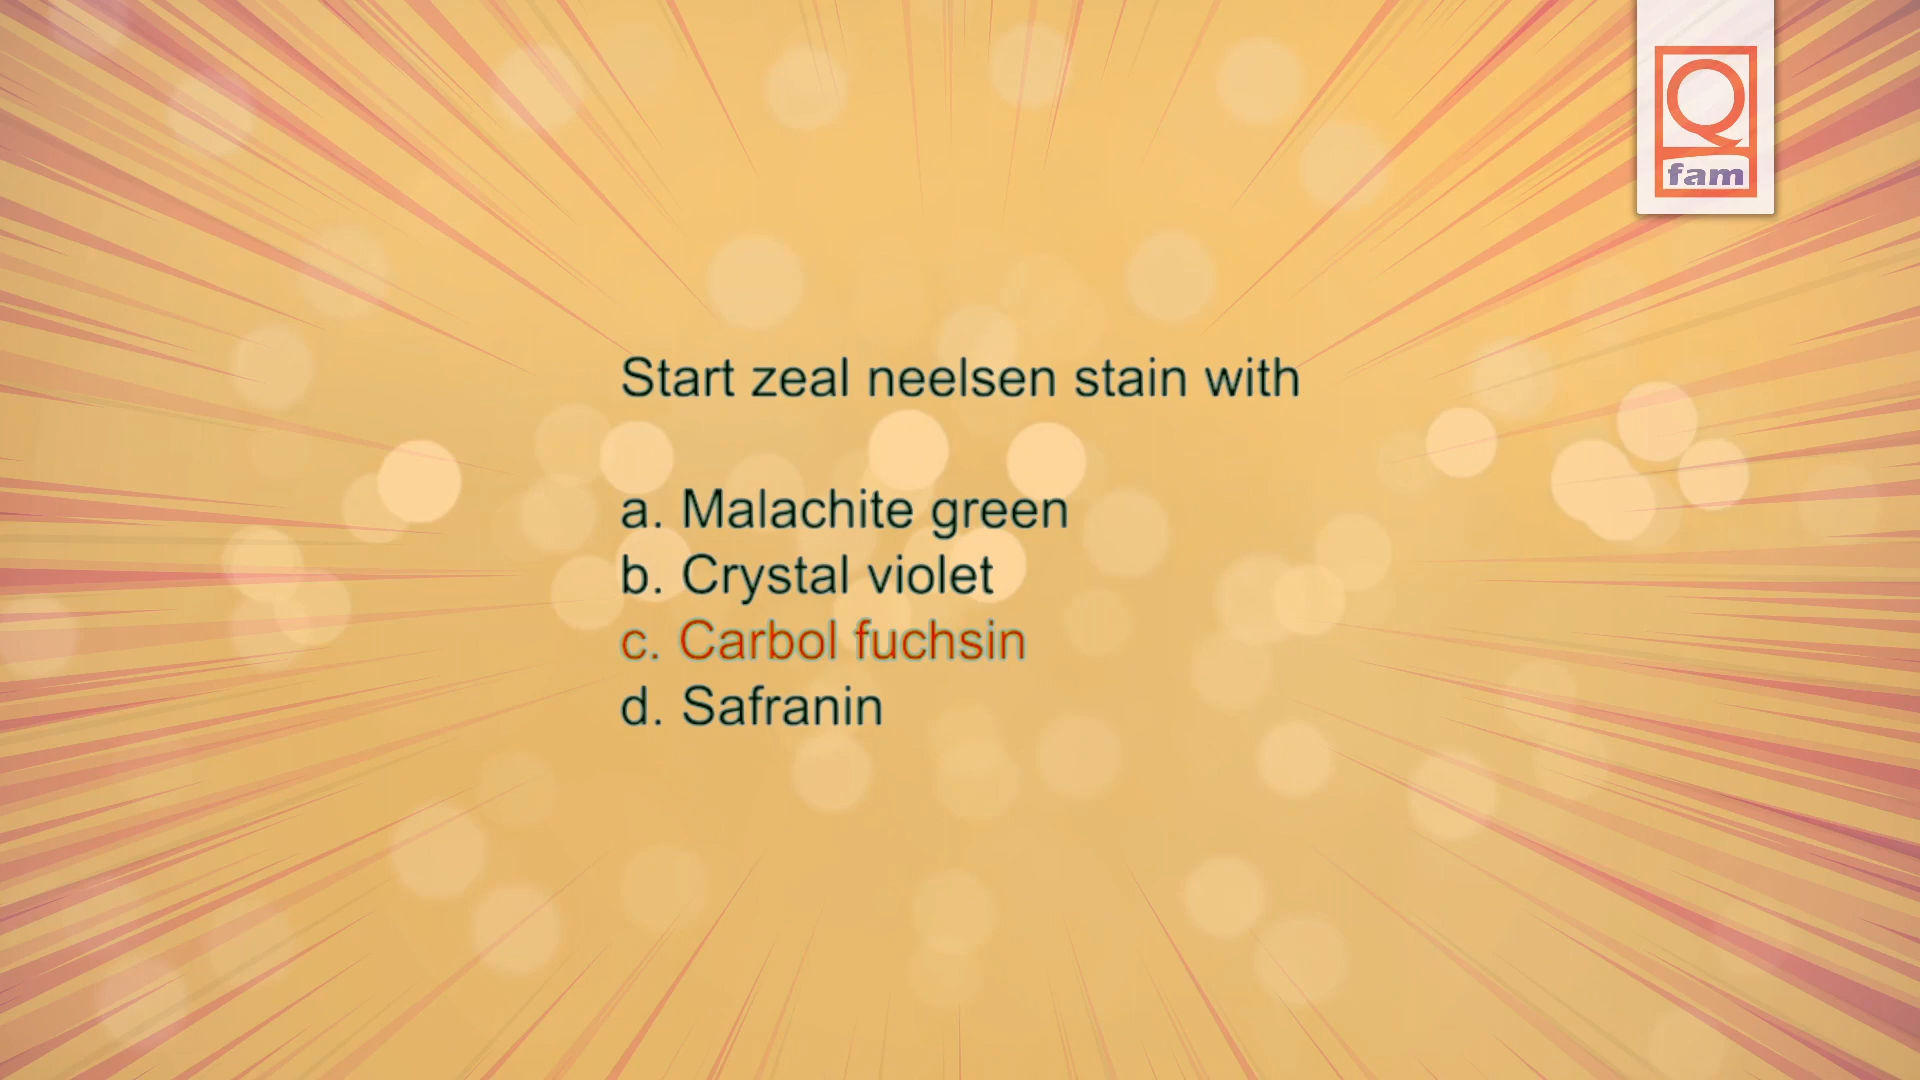 Q
fam
Start zeal neelsen stain with
a. Malachite green
b. Crystal violet
c. Carbol fuchsin
d. Safranin